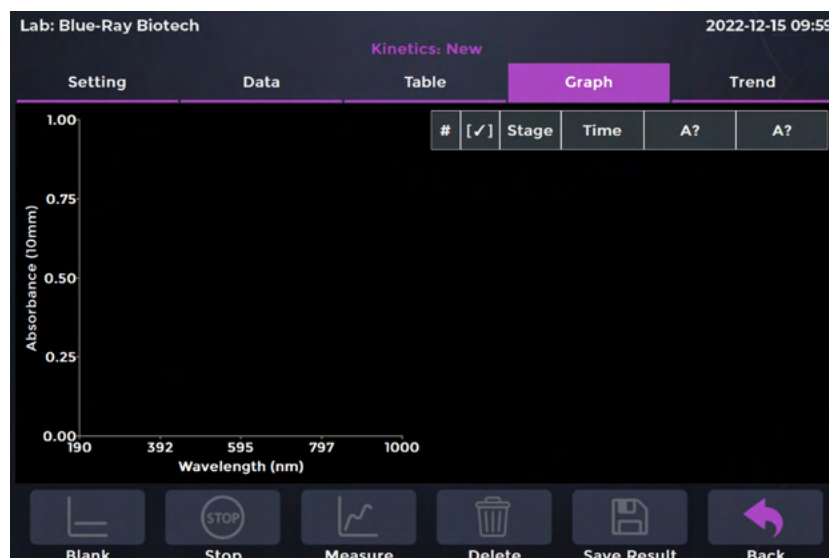 Lab: Blue-Ray Biotech 2022-12-15 09:59
Kinetics: New
Setting Data Table Graph Trend
# [✓] Stage Time A? A?
1.00
0.75
0.50
0.25
0.00
Absorbance (10mm)
190 392 595 797 1000
Wavelength (nm)
STOP
Blank Stop Measure Delete Save Result Back